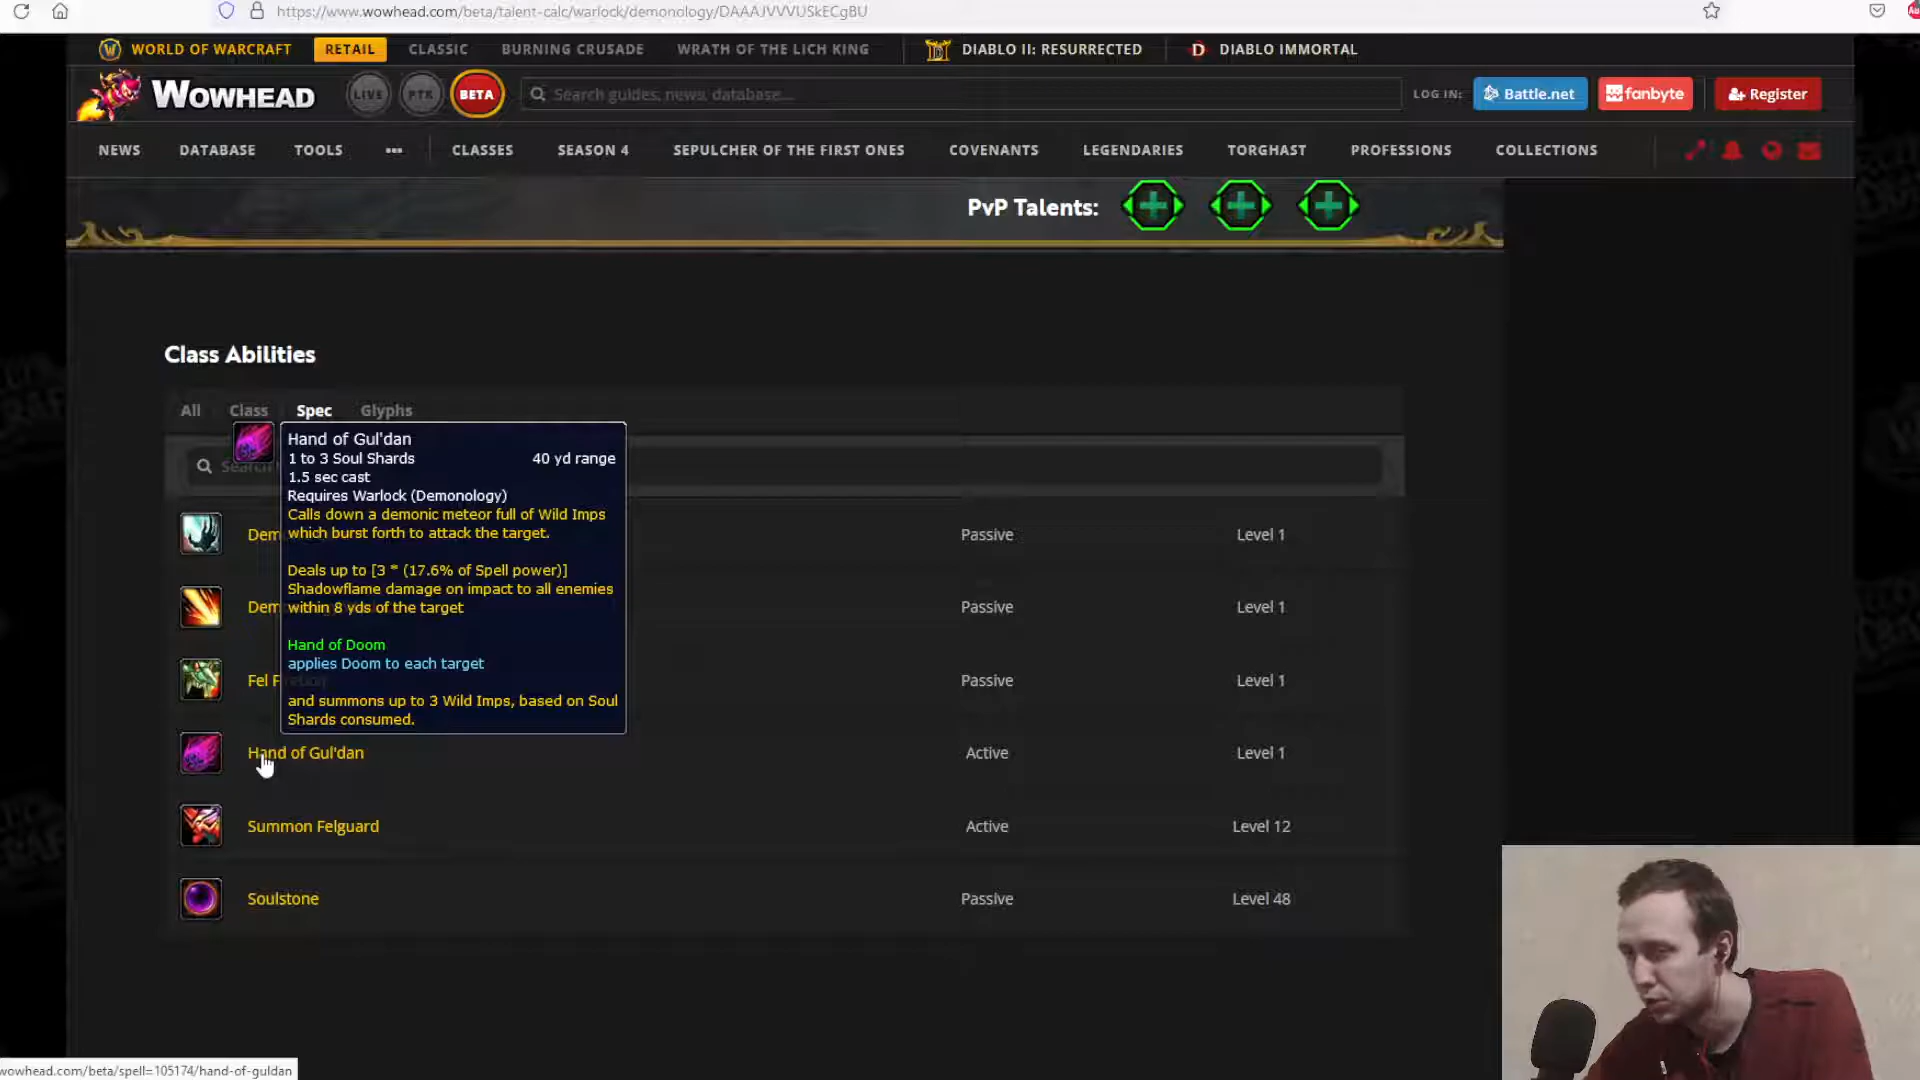 https://www.wowhead.com/beta/talent-calc/warlock/demonology/DAAAJVVVUSkECgBU
WORLD OF WARCRAFT RETAIL CLASSIC BURNING CRUSADE WRATH OF THE LICH KING DIABLO II: RESURRECTED DIABLO IMMORTAL
WOWHEAD LIVE PTR BETA Search guides, news, database... LOG IN: Battle.net fanbyte Register
NEWS DATABASE TOOLS ••• CLASSES SEASON 4 SEPULCHER OF THE FIRST ONES COVENANTS LEGENDARIES TORGHAST PROFESSIONS COLLECTIONS
PvP Talents:
Class Abilities
All Class Spec Glyphs
Hand of Gul'dan
1 to 3 Soul Shards 40 yd range
1.5 sec cast
Requires Warlock (Demonology)
Calls down a demonic meteor full of Wild Imps
which burst forth to attack the target.
Deals up to [3 * (17.6% of Spell power)]
Shadowflame damage on impact to all enemies
within 8 yds of the target
Hand of Doom
applies Doom to each target
and summons up to 3 Wild Imps, based on Soul
Shards consumed.
Search
Dem Passive Level 1
Dem Passive Level 1
Fel F Passive Level 1
Hand of Gul'dan Active Level 1
Summon Felguard Active Level 12
Soulstone Passive Level 48
wowhead.com/beta/spell=105174/hand-of-guldan